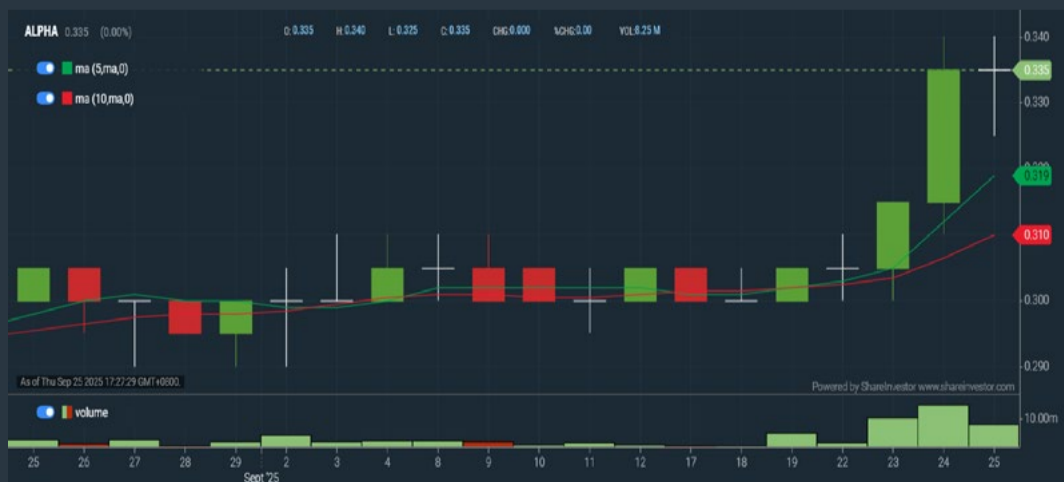 ALPHA 0.335 (0.00%) O:0.335 H:0.340 L:0.325 C:0.335 CHG:0.000 %CHG:0.00 VOL:8.25 M
ma (5,ma,0)
ma (10,ma,0)
0.340
0.335
0.330
0.320
0.319
0.310
0.300
0.290
As of Thu Sep 25 2025 17:27:29 GMT+0800.
Powered by ShareInvestor www.shareinvestor.com
volume
10.00m
25 26 27 28 29 2 3 4 8 9 10 11 12 17 18 19 22 23 24 25
Sept '25